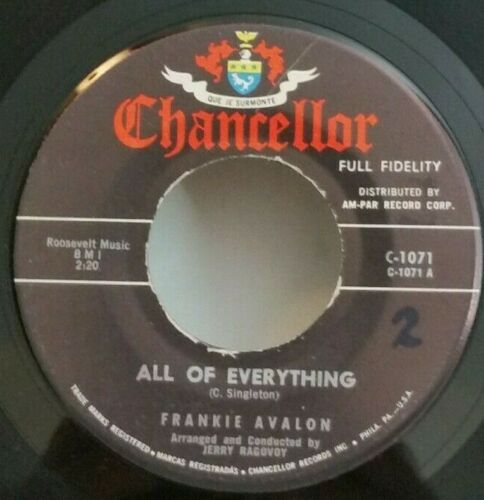 QUE JE SURMONTE
Chancellor
FULL FIDELITY
DISTRIBUTED BY
AM-PAR RECORD CORP.
Roosevelt Music
BMI
2:20
C-1071
C-1071 A
2
ALL OF EVERYTHING
(C. Singleton)
FRANKIE AVALON
Arranged and Conducted by
JERRY RAGOVOY
TRADE MARKS REGISTERED • MARCAS REGISTRADAS • CHANCELLOR RECORDS INC. • PHILA. PA.—U.S.A.